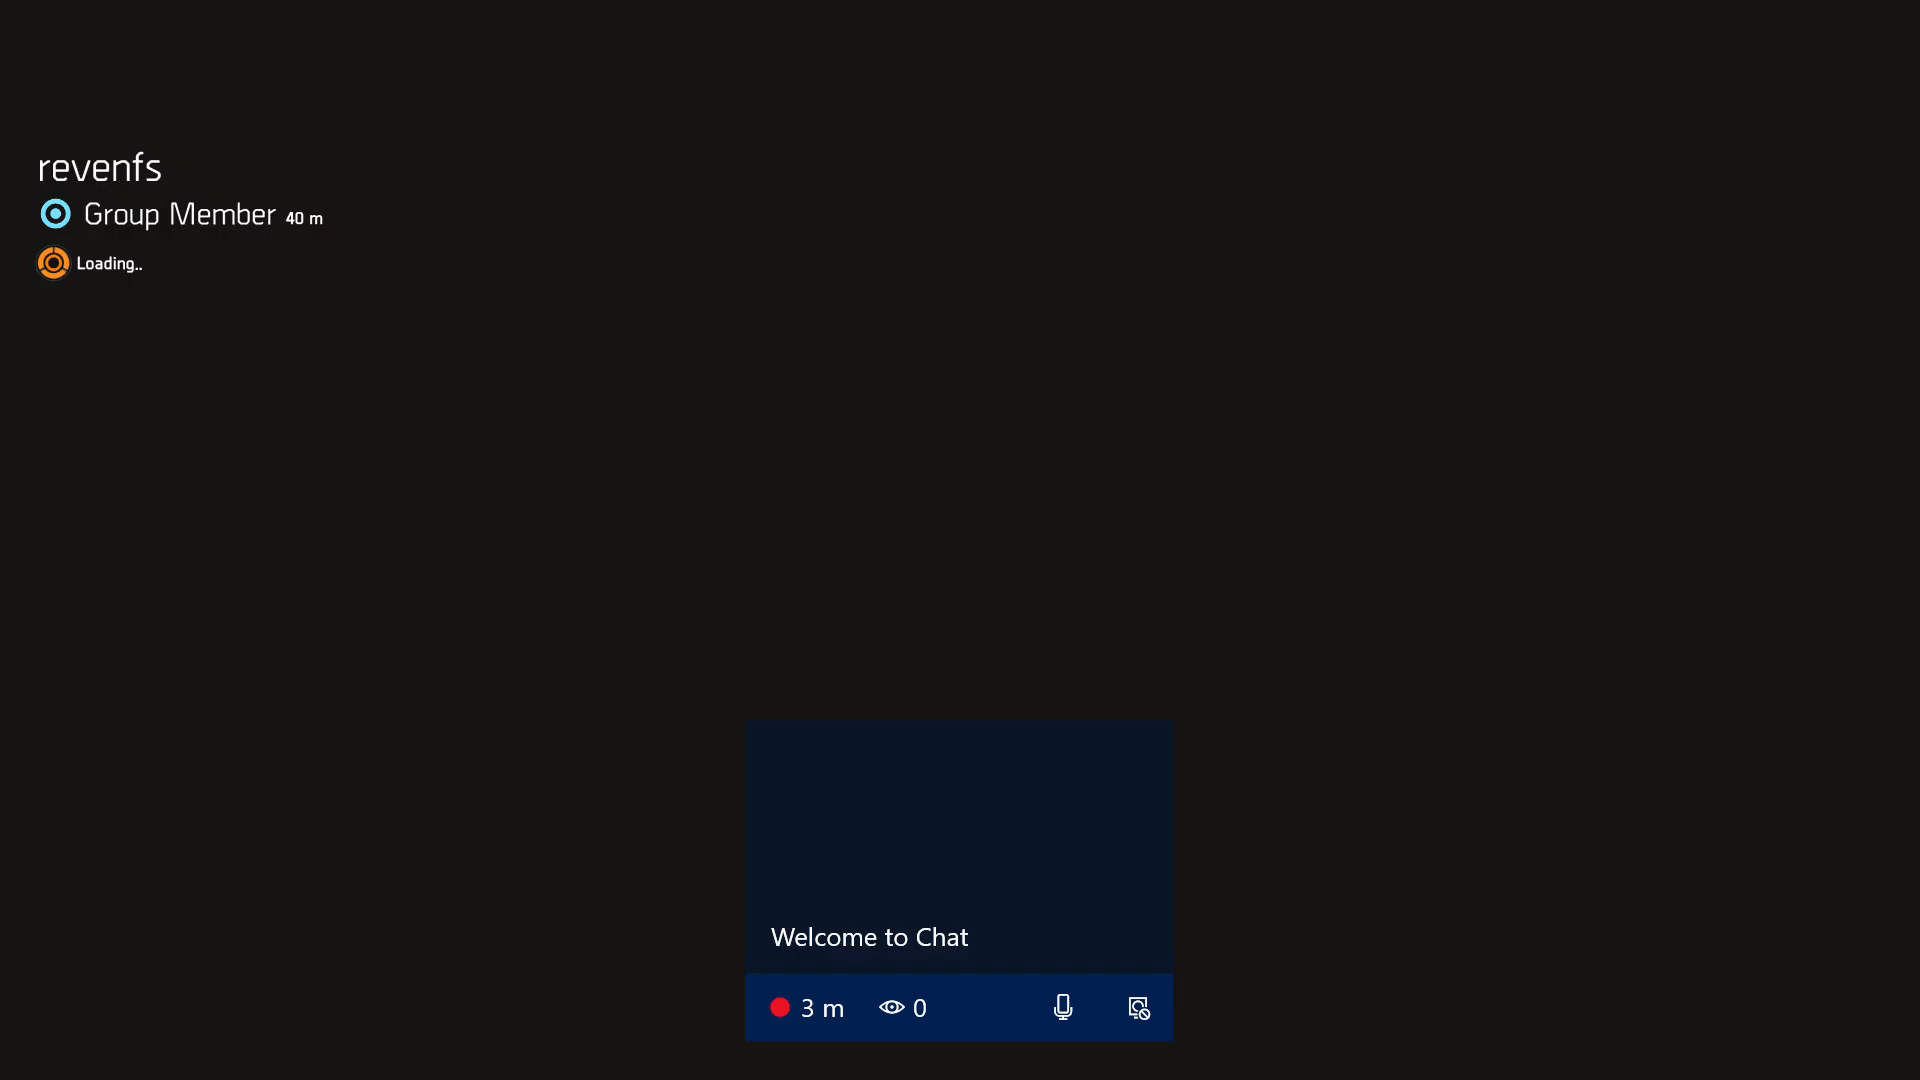 revenfs
Group Member 40 m
Loading..
Welcome to Chat
3 m 0